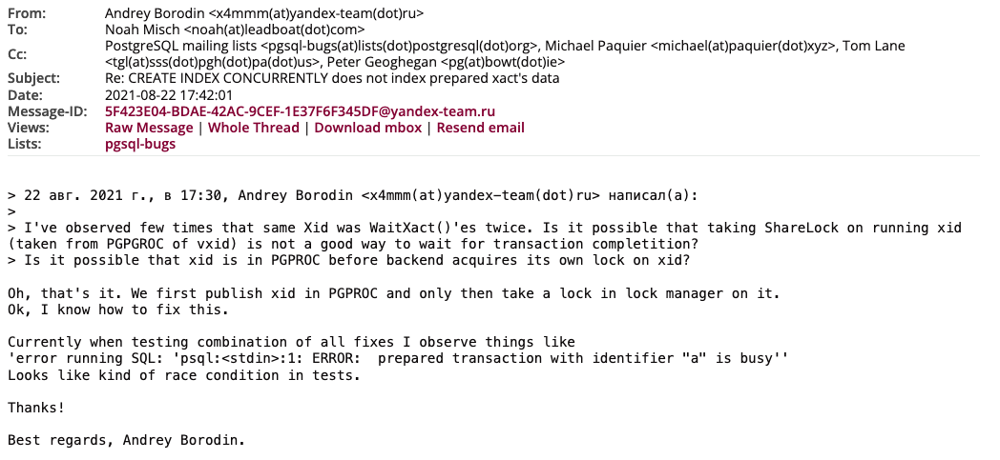 From: Andrey Borodin <x4mmm(at)yandex-team(dot)ru>
To: Noah Misch <noah(at)leadboat(dot)com>
Cc: PostgreSQL mailing lists <pgsql-bugs(at)lists(dot)postgresql(dot)org>, Michael Paquier <michael(at)paquier(dot)xyz>, Tom Lane
<tgl(at)sss(dot)pgh(dot)pa(dot)us>, Peter Geoghegan <pg(at)bowt(dot)ie>
Subject: Re: CREATE INDEX CONCURRENTLY does not index prepared xact's data
Date: 2021-08-22 17:42:01
Message-ID: 5F423E04-BDAE-42AC-9CEF-1E37F6F345DF@yandex-team.ru
Views: Raw Message | Whole Thread | Download mbox | Resend email
Lists: pgsql-bugs
> 22 авг. 2021 г., в 17:30, Andrey Borodin <x4mmm(at)yandex-team(dot)ru> написал(а):
>
> I've observed few times that same Xid was WaitXact()'es twice. Is it possible that taking ShareLock on running xid
(taken from PGPGROC of vxid) is not a good way to wait for transaction completition?
> Is it possible that xid is in PGPROC before backend acquires its own lock on xid?
Oh, that's it. We first publish xid in PGPROC and only then take a lock in lock manager on it.
Ok, I know how to fix this.
Currently when testing combination of all fixes I observe things like
'error running SQL: 'psql:<stdin>:1: ERROR:  prepared transaction with identifier "a" is busy''
Looks like kind of race condition in tests.
Thanks!
Best regards, Andrey Borodin.